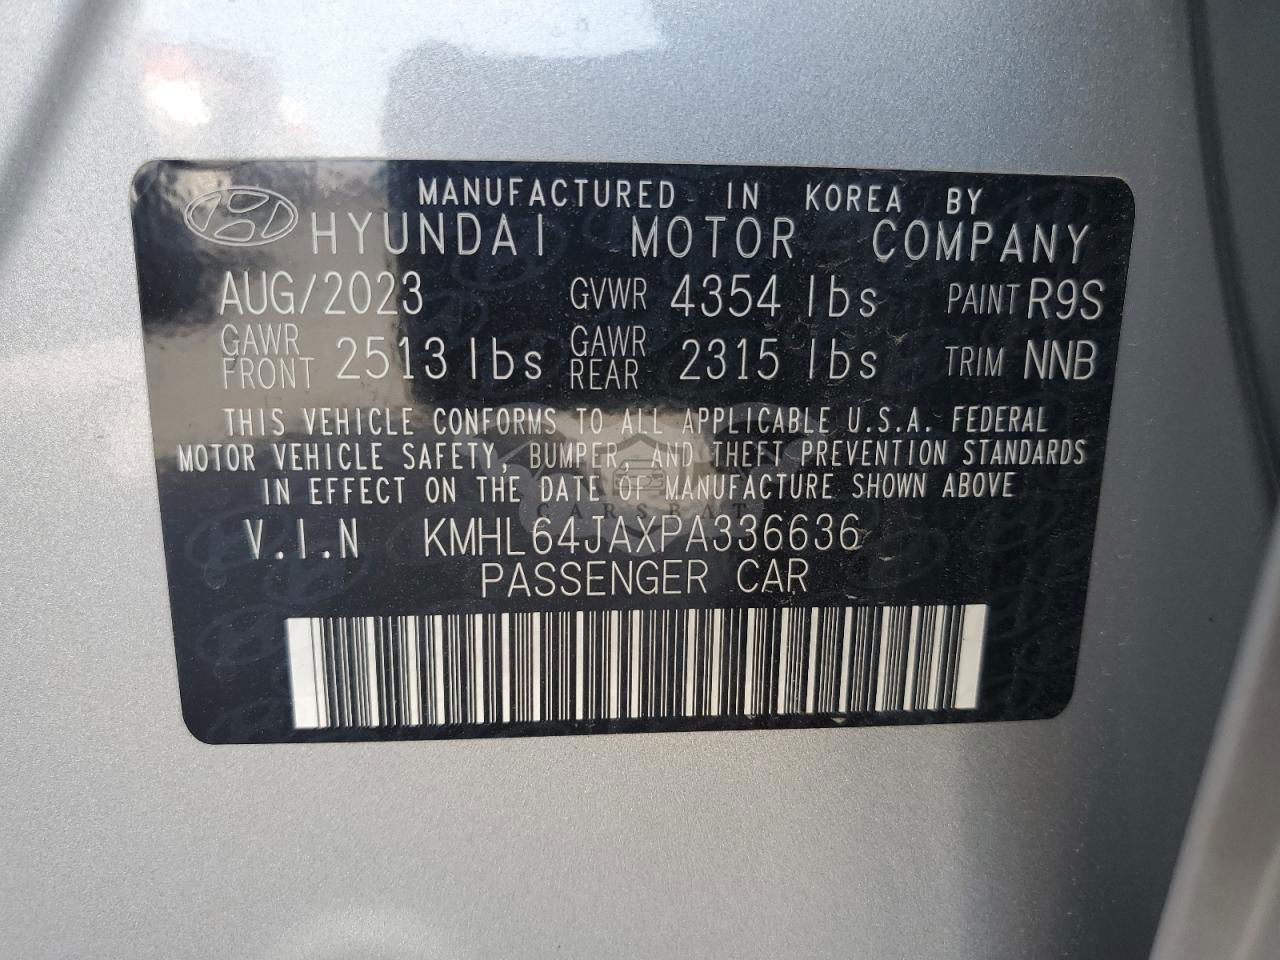 MANUFACTURED IN KOREA BY
HYUNDAI MOTOR COMPANY
AUG/2023 GVWR 4354 lbs PAINT R9S
GAWR FRONT 2513 lbs GAWR REAR 2315 lbs TRIM NNB
THIS VEHICLE CONFORMS TO ALL APPLICABLE U.S.A. FEDERAL
MOTOR VEHICLE SAFETY, BUMPER, AND THEFT PREVENTION STANDARDS
IN EFFECT ON THE DATE OF MANUFACTURE SHOWN ABOVE
CARSBAT
V.I.N KMHL64JAXPA336636
PASSENGER CAR